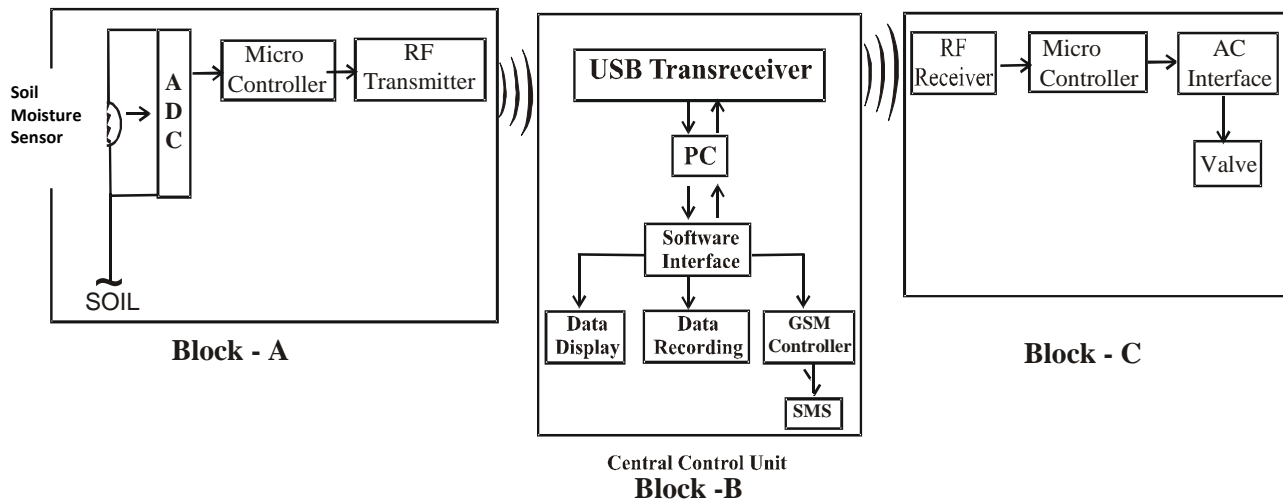 Soil
Moisture
Sensor
A
D
C
Micro
Controller
RF
Transmitter
SOIL
Block - A
USB Transreceiver
PC
Software
Interface
Data
Display
Data
Recording
GSM
Controller
SMS
Central Control Unit
Block -B
RF
Receiver
Micro
Controller
AC
Interface
Valve
Block - C